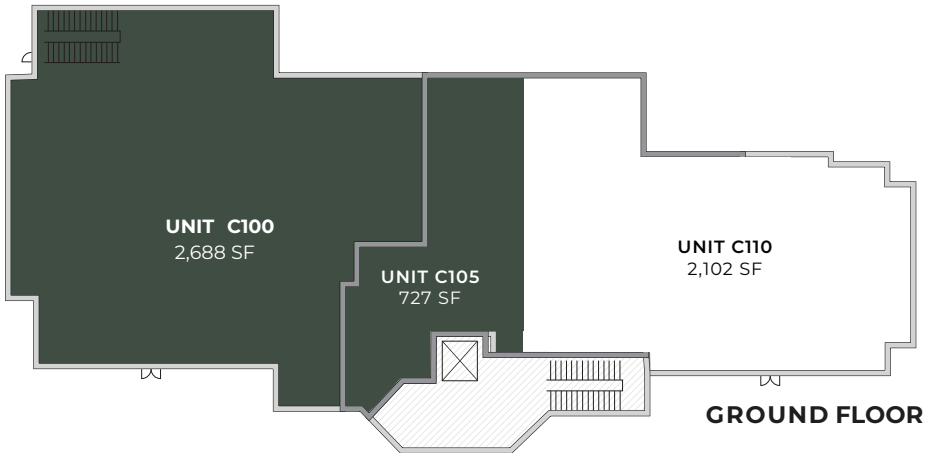 UNIT C100
2,688 SF
UNIT C105
727 SF
UNIT C110
2,102 SF
GROUND FLOOR